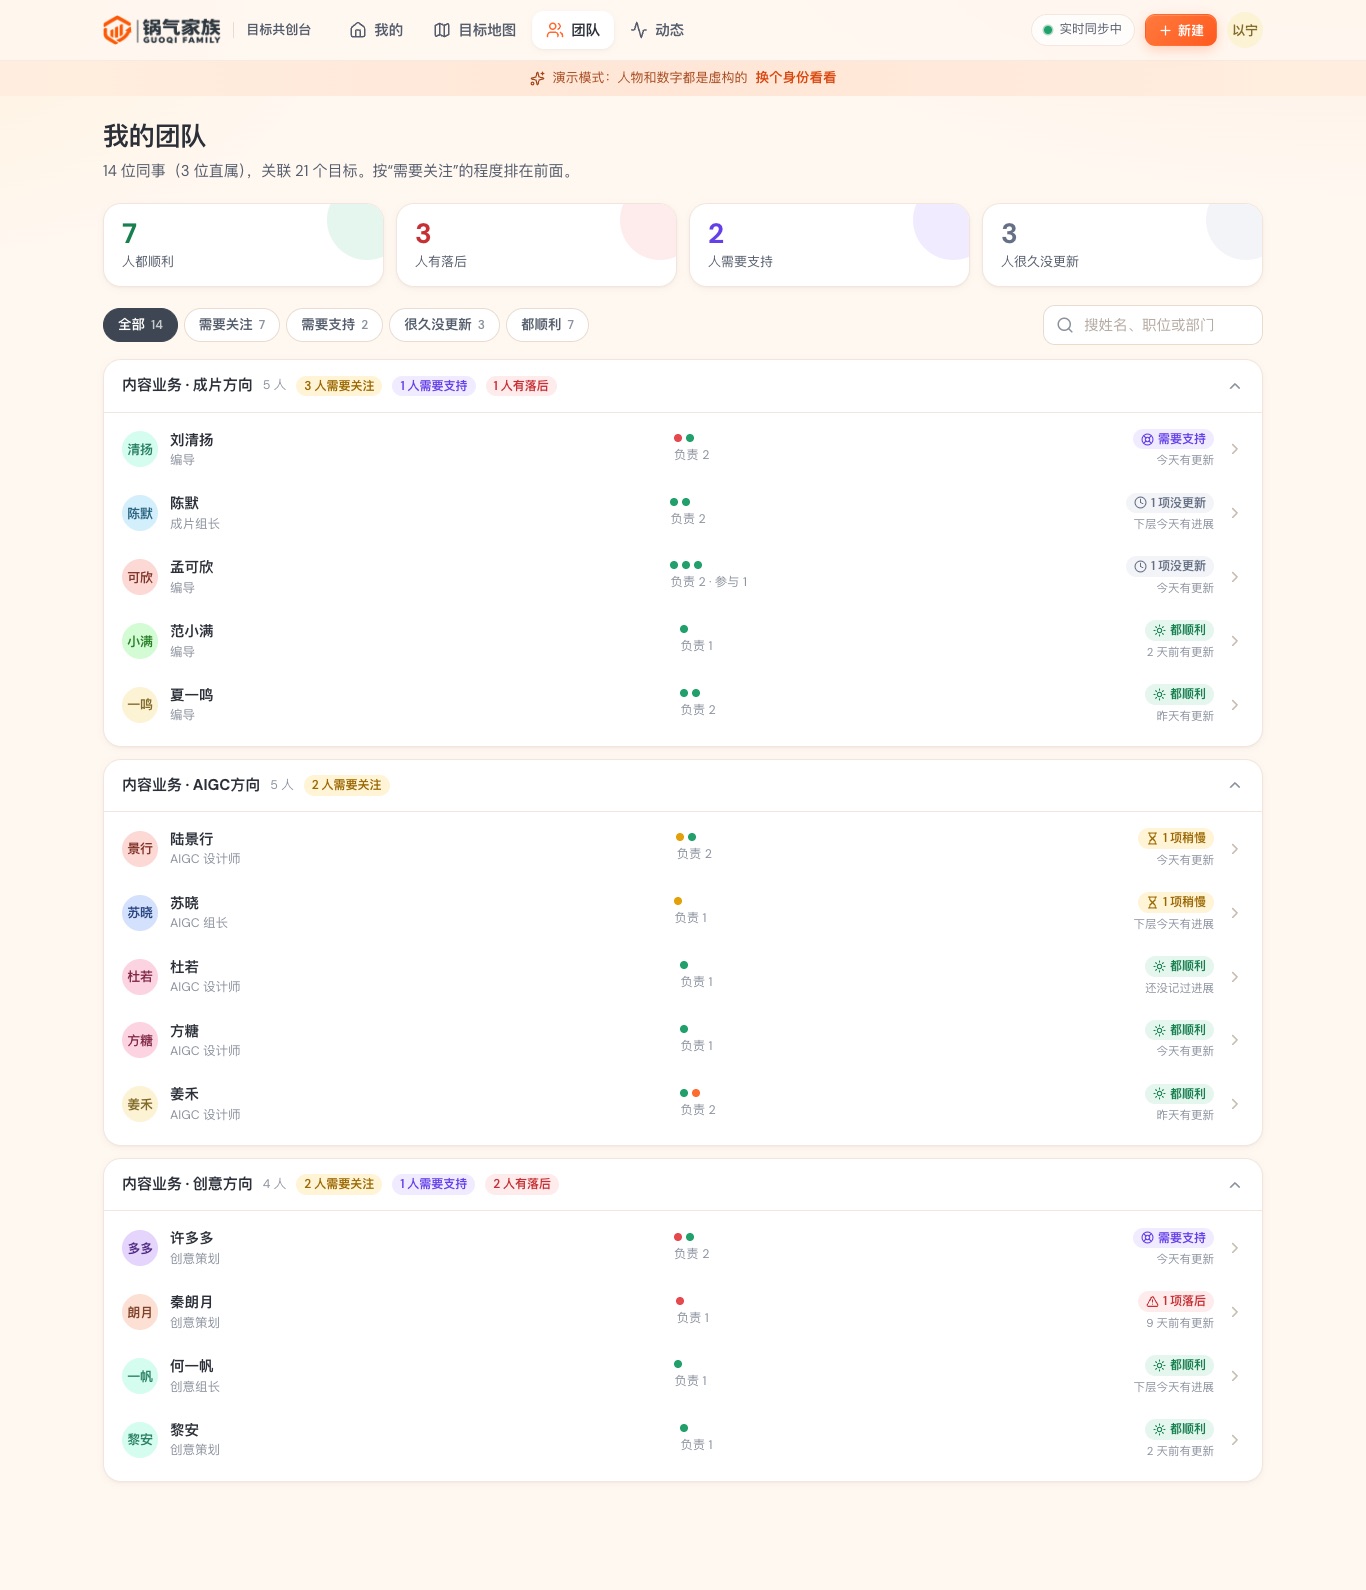 锅气家族
GUOQI FAMILY
目标共创台
我的
目标地图
团队
动态
实时同步中
+ 新建
以宁
演示模式：人物和数字都是虚构的 换个身份看看
我的团队
14 位同事（3 位直属），关联 21 个目标。按“需要关注”的程度排在前面。
7
人都顺利
3
人有落后
2
人需要支持
3
人很久没更新
全部 14
需要关注 7
需要支持 2
很久没更新 3
都顺利 7
搜姓名、职位或部门
内容业务 · 成片方向 5 人 3 人需要关注 1 人需要支持 1 人有落后
清扬
刘清扬
编导
负责 2
需要支持
今天有更新
陈默
陈默
成片组长
负责 2
1 项没更新
下层今天有进展
可欣
孟可欣
编导
负责 2 · 参与 1
1 项没更新
今天有更新
小满
范小满
编导
负责 1
都顺利
2 天前有更新
一鸣
夏一鸣
编导
负责 2
都顺利
昨天有更新
内容业务 · AIGC方向 5 人 2 人需要关注
景行
陆景行
AIGC 设计师
负责 2
1 项稍慢
今天有更新
苏晓
苏晓
AIGC 组长
负责 1
1 项稍慢
下层今天有进展
杜若
杜若
AIGC 设计师
负责 1
都顺利
还没记过进展
方糖
方糖
AIGC 设计师
负责 1
都顺利
今天有更新
姜禾
姜禾
AIGC 设计师
负责 2
都顺利
昨天有更新
内容业务 · 创意方向 4 人 2 人需要关注 1 人需要支持 2 人有落后
多多
许多多
创意策划
负责 2
需要支持
今天有更新
朗月
秦朗月
创意策划
负责 1
1 项落后
9 天前有更新
一帆
何一帆
创意组长
负责 1
都顺利
下层今天有进展
黎安
黎安
创意策划
负责 1
都顺利
2 天前有更新